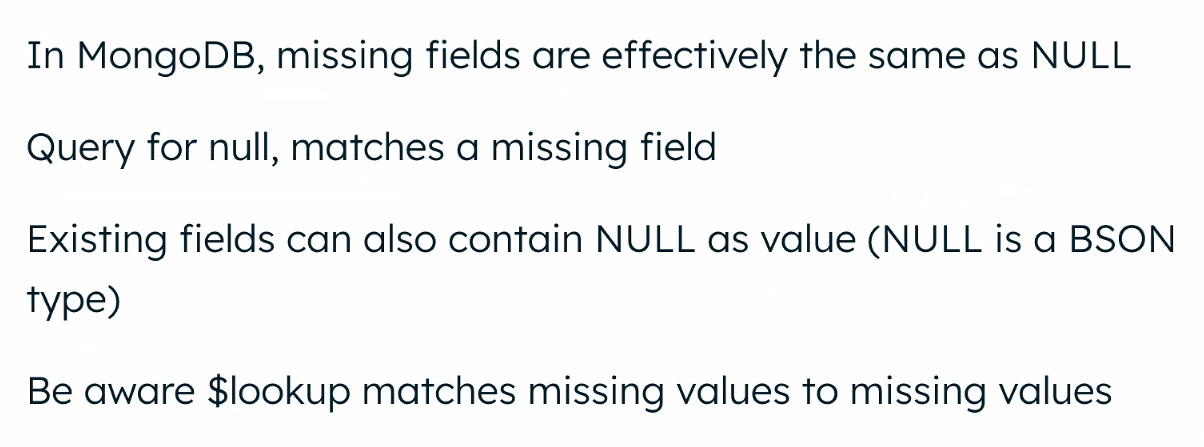 In MongoDB, missing fields are effectively the same as NULL
Query for null, matches a missing field
Existing fields can also contain NULL as value (NULL is a BSON
type)
Be aware $lookup matches missing values to missing values